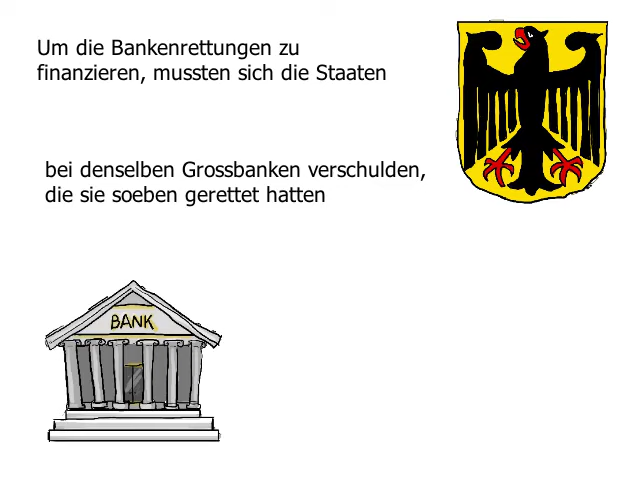 Um die Bankenrettungen zu
finanzieren, mussten sich die Staaten
bei denselben Grossbanken verschulden,
die sie soeben gerettet hatten
BANK